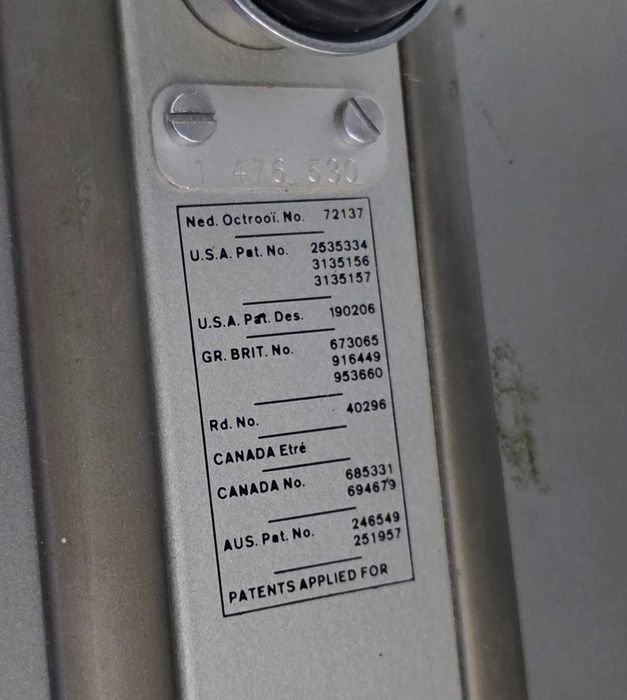 1 476 530
Ned. Octrooï. No. 72137
U.S.A. Pat. No. 2535334
3135156
3135157
U.S.A. Pat. Des. 190206
GR. BRIT. No. 673065
916449
953660
Rd. No. 40296
CANADA Etré
CANADA No. 685331
694679
AUS. Pat. No. 246549
251957
PATENTS APPLIED FOR